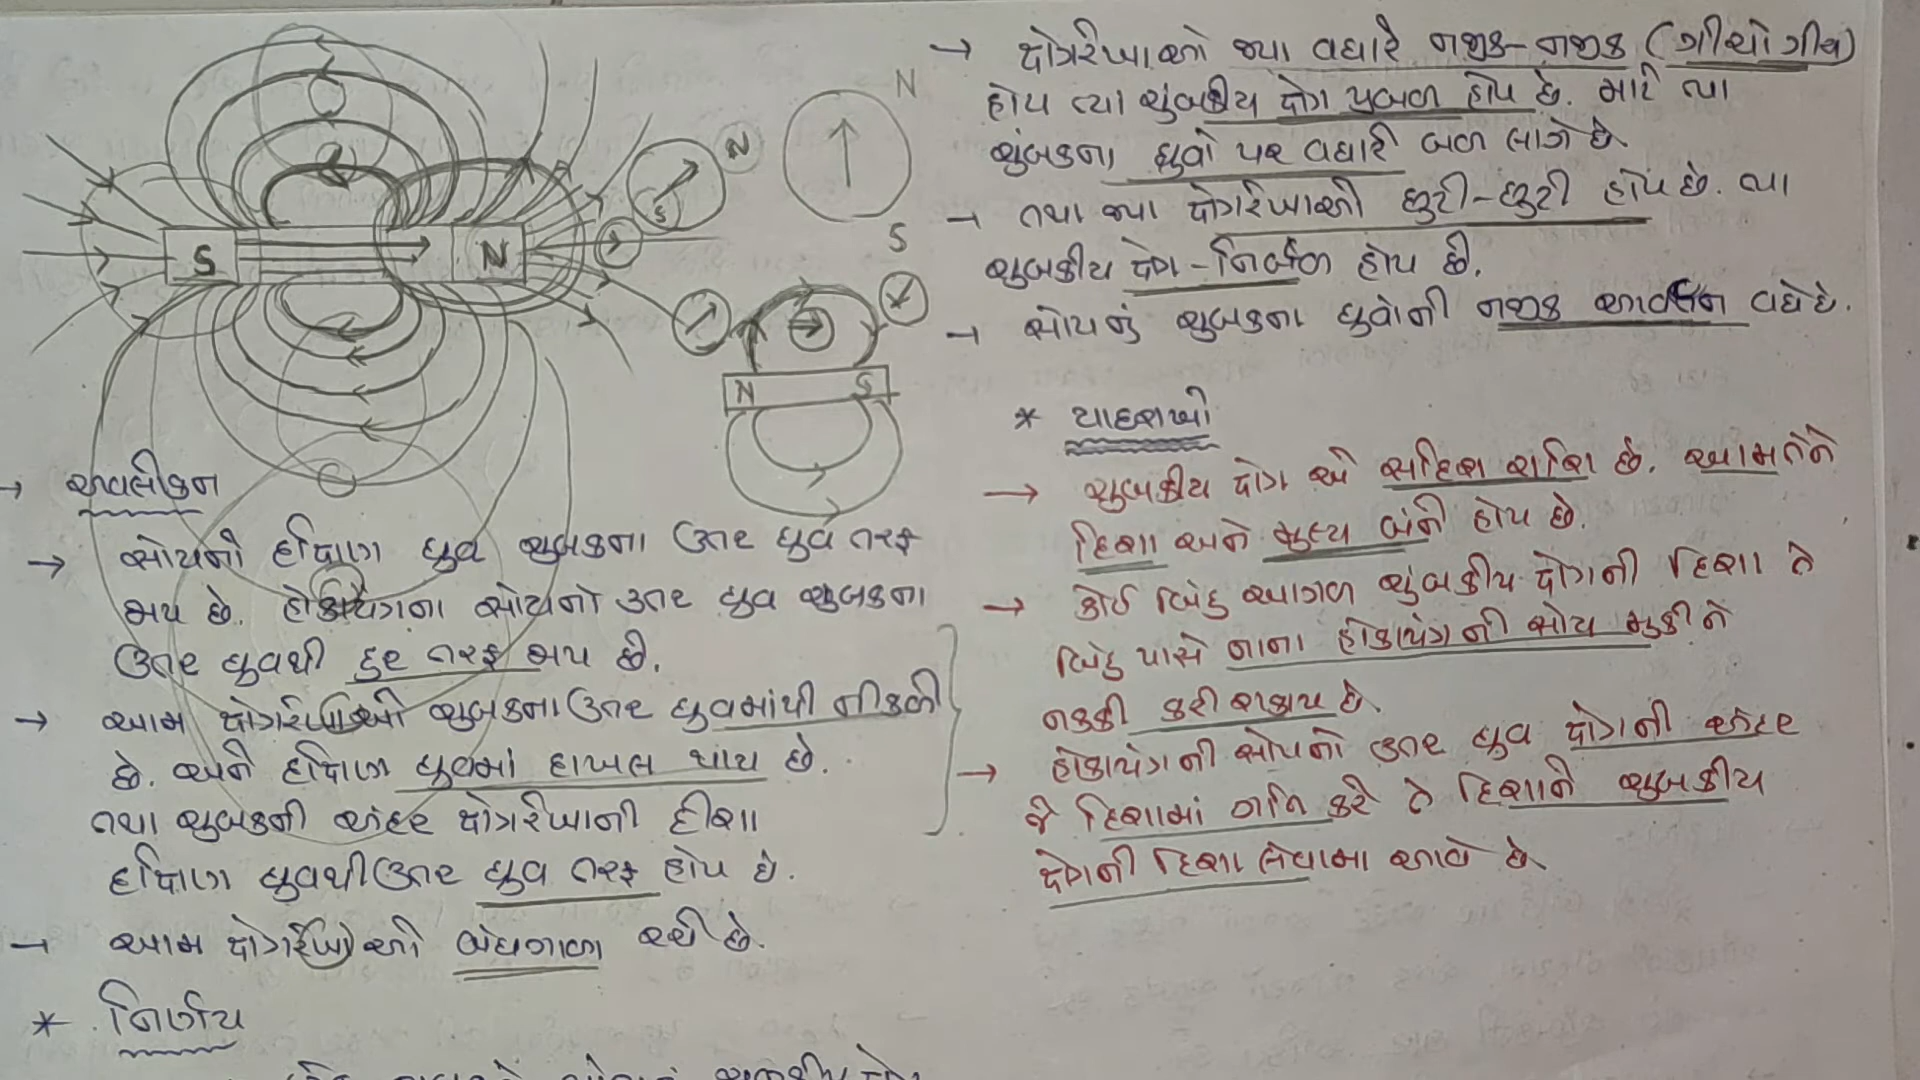 S
N
N
S
N
S
N
S
→ અવલોકન
→ સોયનો દક્ષિણ ધ્રુવ ચુંબકના ઉત્તર ધ્રુવ તરફ
જાય છે. હોકાયંત્રના સોયનો ઉત્તર ધ્રુવ ચુંબકના
ઉત્તર ધ્રુવથી દુર તરફ જાય છે.
→ આમ ક્ષેત્રરેખાઓ ચુંબકના ઉત્તર ધ્રુવમાંથી નીકળી
છે. અને દક્ષિણ ધ્રુવમાં દાખલ થાય છે.
તથા ચુંબકની અંદર ક્ષેત્રરેખાની દીશા
દક્ષિણ ધ્રુવથી ઉત્તર ધ્રુવ તરફ હોય છે.
→ આમ ક્ષેત્રરેખાઓ બંધગાળા રચે છે.
* નિર્ણય
→ ક્ષેત્રરેખાઓ જ્યા વધારે નજીક-નજીક (ગીચોગીચ)
હોય ત્યા ચુંબકીય ક્ષેત્ર પ્રબળ હોય છે. માટે ત્યા
ચુંબકના ધ્રુવો પર વધારે બળ લાગે છે.
→ તથા જ્યા ક્ષેત્રરેખાઓ છુટી-છુટી હોય છે. ત્યા
ચુંબકીય ક્ષેત્ર-નિર્બળ હોય છે.
→ સોયનું ચુંબકના ધ્રુવોની નજીક આવર્તન વધે છે.
* યાદરાખો
→ ચુંબકીય ક્ષેત્ર એ સદિશ રાશિ છે. આમ તેને
દિશા અને મુલ્ય બંને હોય છે.
→ કોઈ બિંદુ આગળ ચુંબકીય ક્ષેત્રની દિશા તે
બિંદુ પાસે નાના હોકાયંત્ર ની સોય મુકીને
નક્કી કરી શકાય છે.
→ હોકાયંત્રની સોયનો ઉત્તર ધ્રુવ ક્ષેત્રની અંદર
જે દિશામાં ગતિ કરે તે દિશાને ચુંબકીય
ક્ષેત્રની દિશા લેવામા આવે છે.